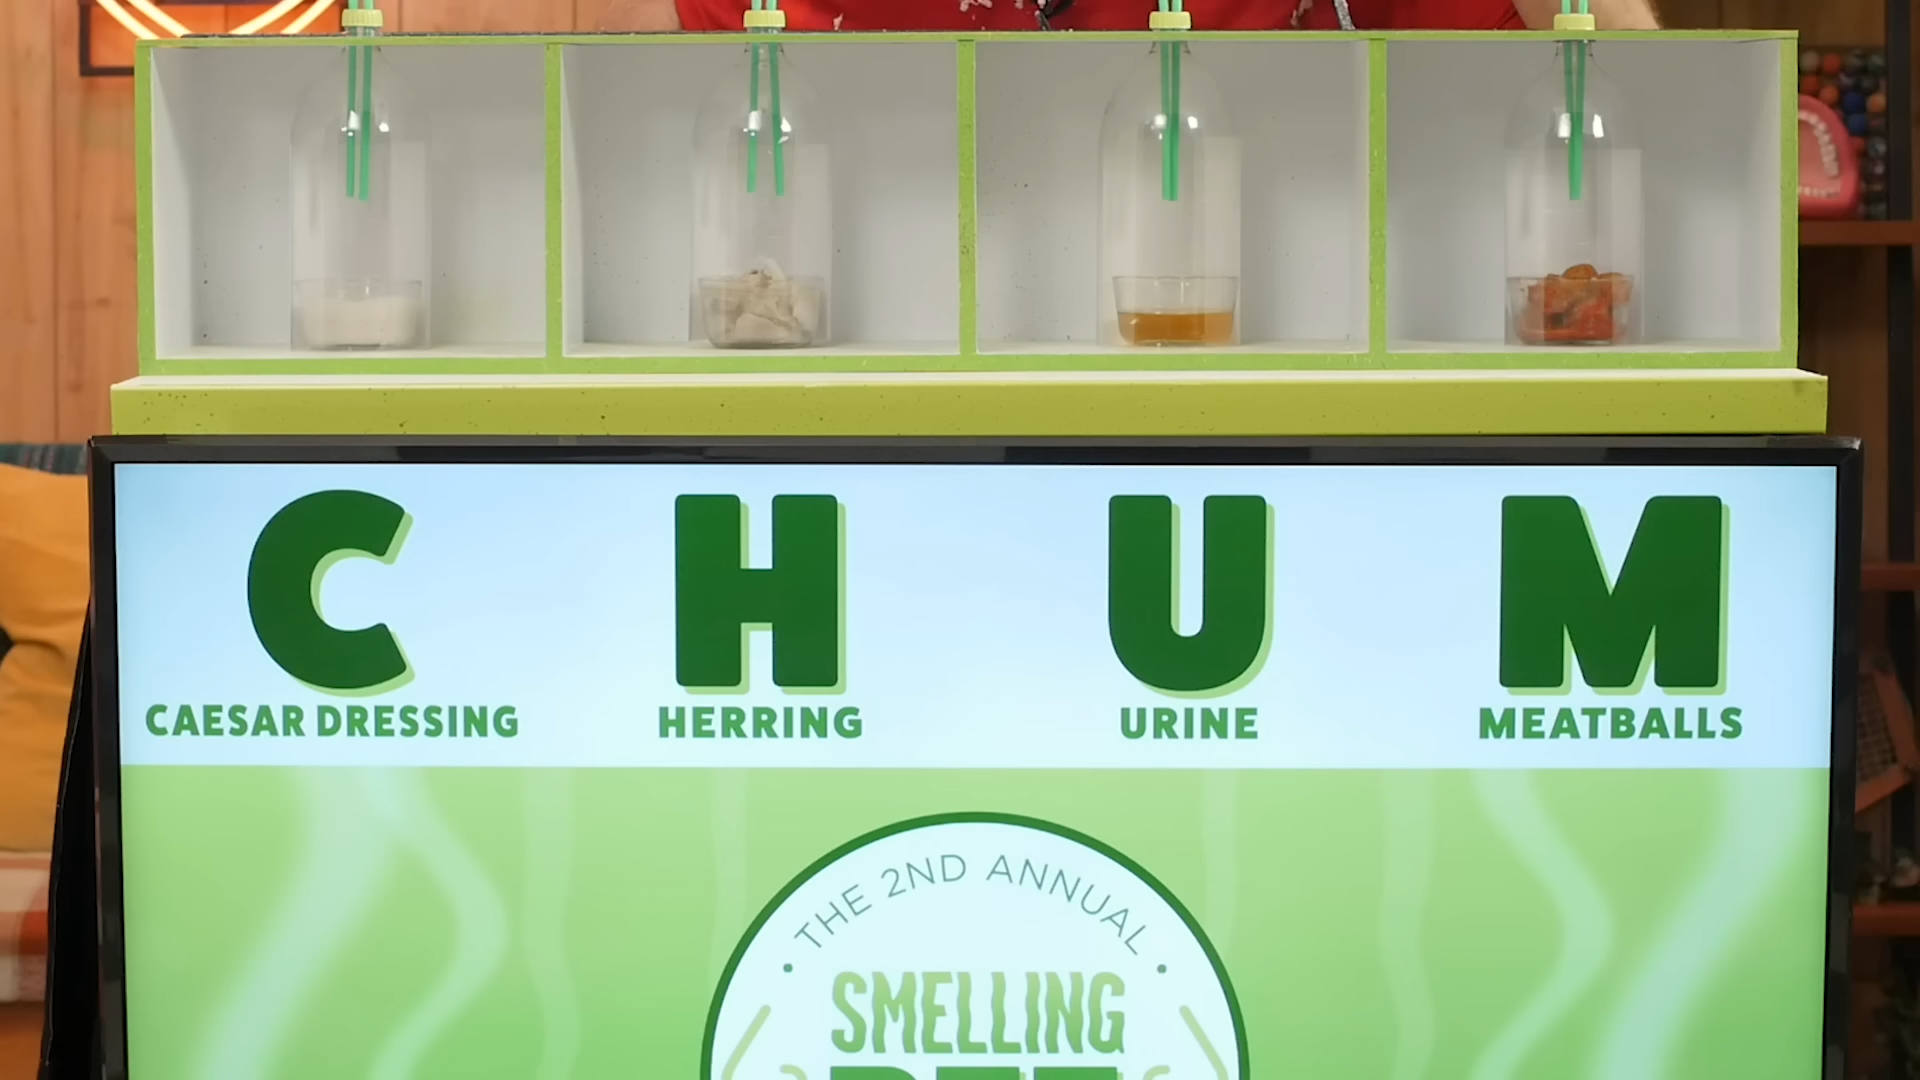 C H U M
CAESAR DRESSING HERRING URINE MEATBALLS
THE 2ND ANNUAL
SMELLING